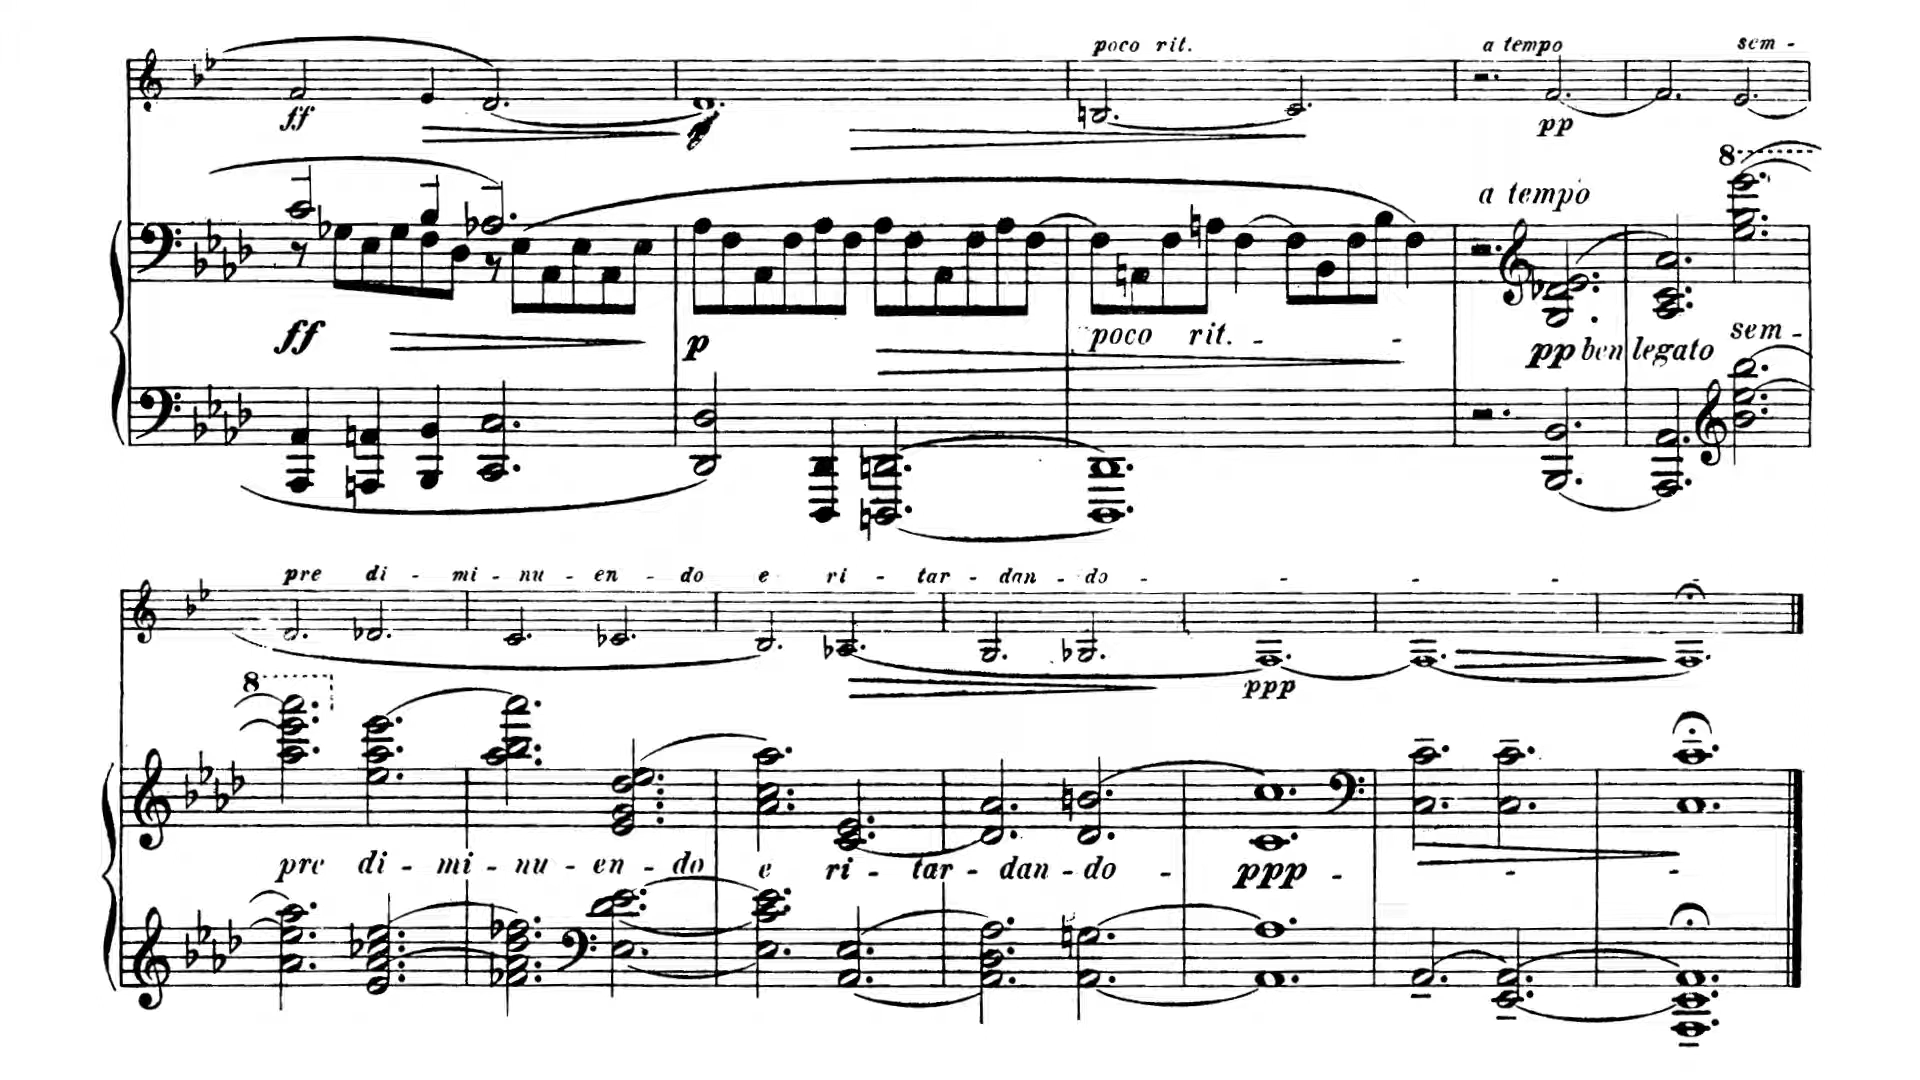 poco rit. a tempo sem -
ff p pp
8
a tempo
ff p poco rit. - - pp ben legato sem -
pre di - mi - nu - en - do e ri - tar - dan - do - - - - -
ppp
8
pre di - mi - nu - en - do e ri - tar - dan - do - ppp - - -